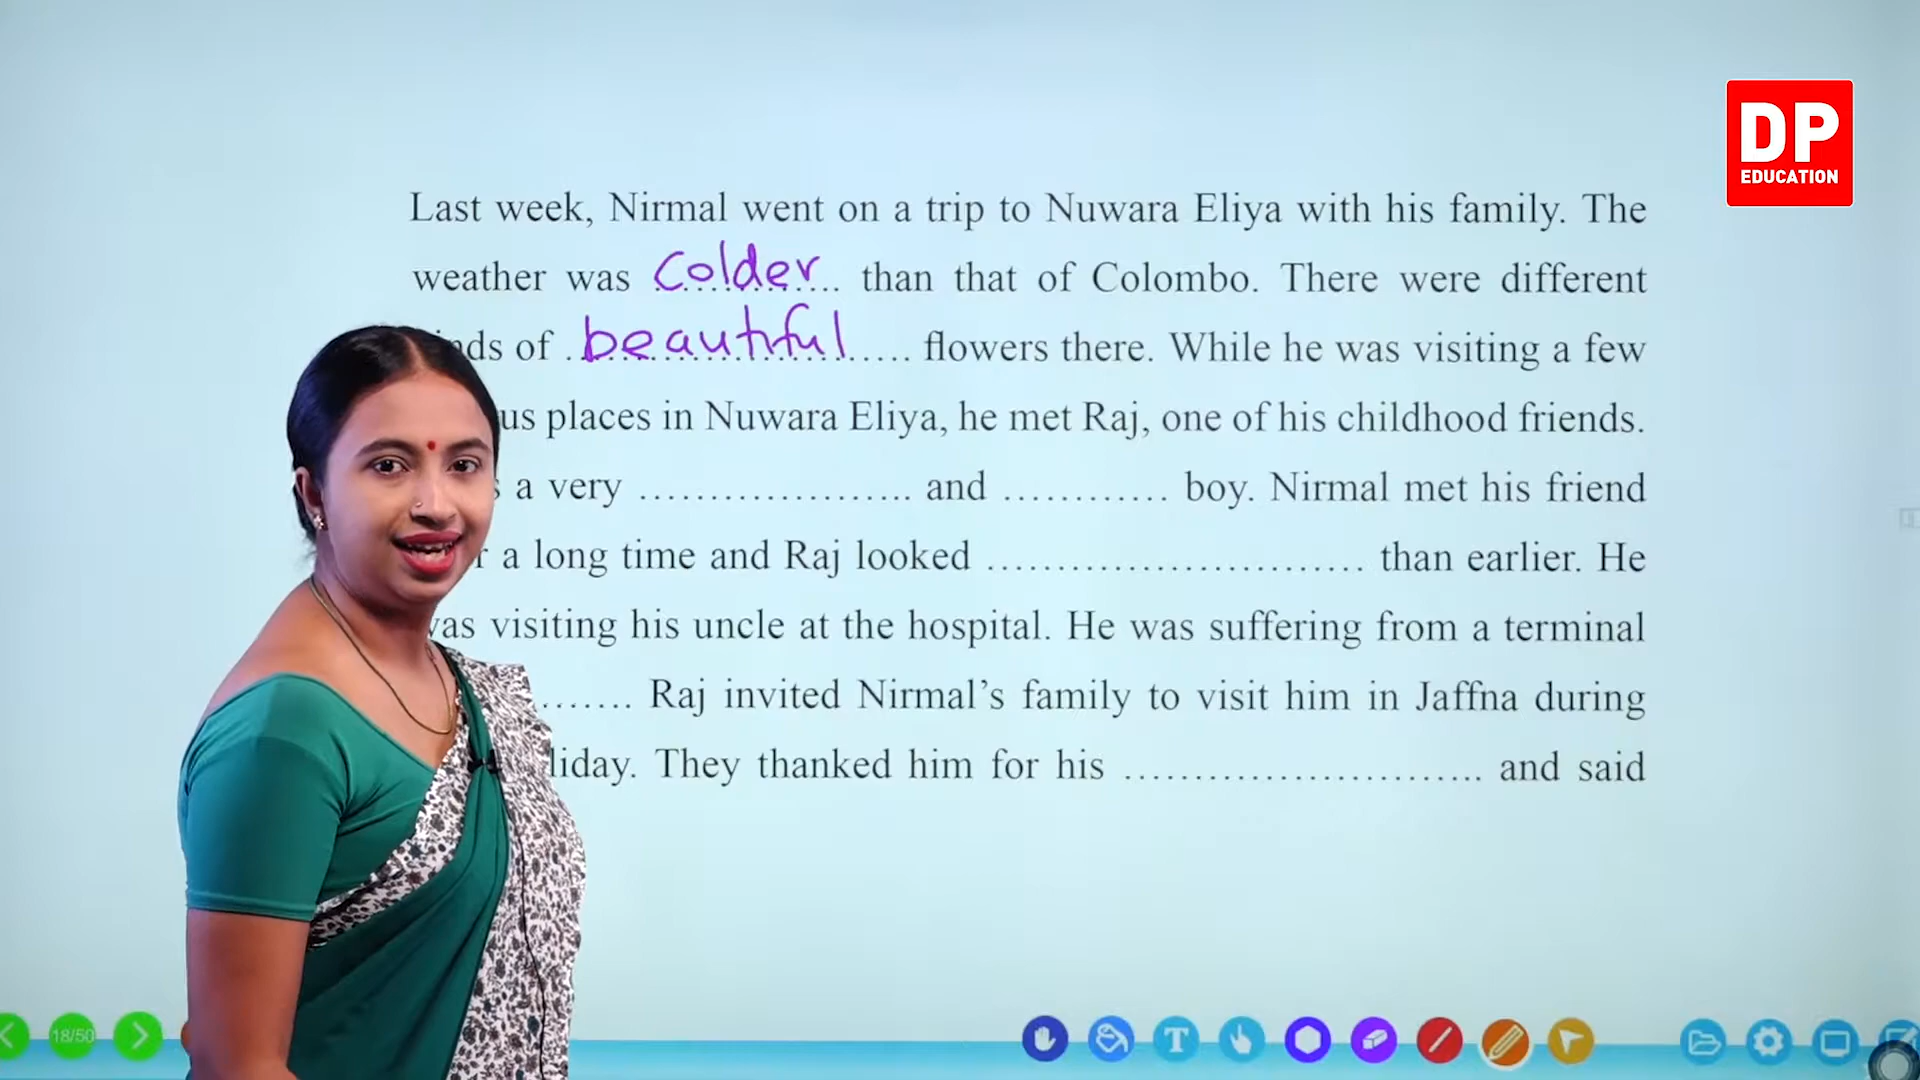 DP
EDUCATION
Last week, Nirmal went on a trip to Nuwara Eliya with his family. The
weather was colder than that of Colombo. There were different
of beautiful flowers there. While he was visiting a few
places in Nuwara Eliya, he met Raj, one of his childhood friends.
a very .................... and ............ boy. Nirmal met his friend
a long time and Raj looked ........................... than earlier. He
was visiting his uncle at the hospital. He was suffering from a terminal
....... Raj invited Nirmal's family to visit him in Jaffna during
They thanked him for his .......................... and said
18/50
T